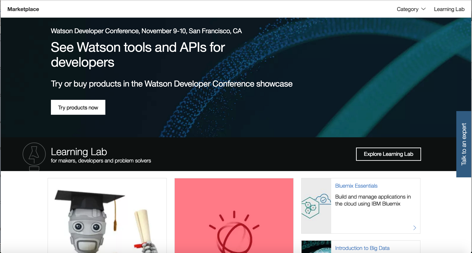 Marketplace
Category
Learning Lab
Watson Developer Conference, November 9-10, San Francisco, CA
See Watson tools and APIs for
developers
Try or buy products in the Watson Developer Conference showcase
Try products now
Talk to an expert
Learning Lab
for makers, developers and problem solvers
Explore Learning Lab
Bluemix Essentials
Build and manage applications in
the cloud using IBM Bluemix
Introduction to Big Data